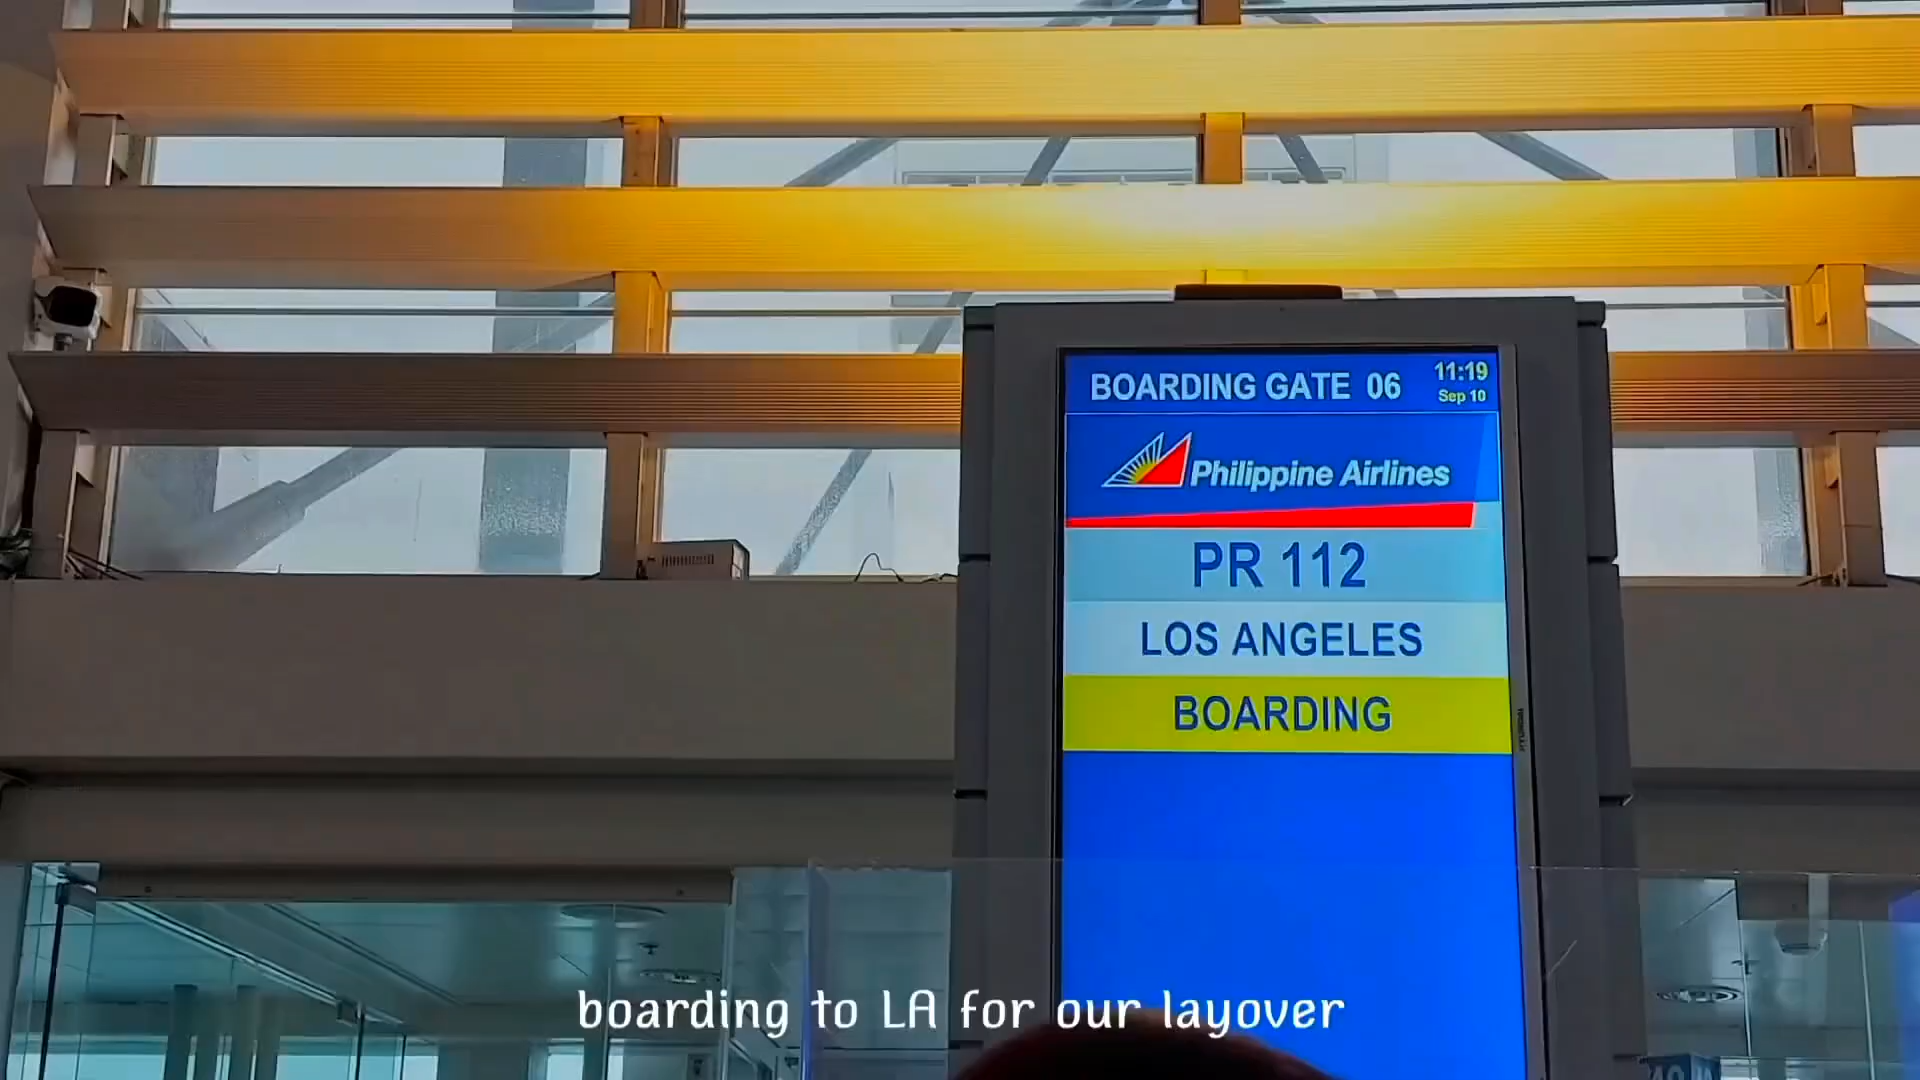 BOARDING GATE 06
11:19
Sep 10
Philippine Airlines
PR 112
LOS ANGELES
BOARDING
boarding to LA for our layover